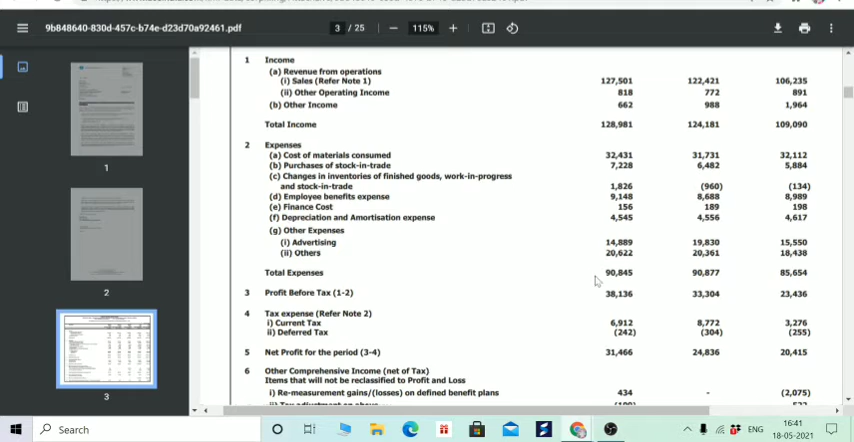 9b848640-830d-457c-b74e-d23d70a92461.pdf 3 / 25 115%
1 Income
(a) Revenue from operations
(i) Sales (Refer Note 1) 127,501 122,421 106,235
(ii) Other Operating Income 818 772 891
(b) Other Income 662 988 1,964
Total Income 128,981 124,181 109,090
2 Expenses
(a) Cost of materials consumed 32,431 31,731 32,112
(b) Purchases of stock-in-trade 7,228 6,482 5,884
(c) Changes in inventories of finished goods, work-in-progress
and stock-in-trade 1,826 (960) (134)
(d) Employee benefits expense 9,148 8,688 8,989
(e) Finance Cost 156 189 198
(f) Depreciation and Amortisation expense 4,545 4,556 4,617
(g) Other Expenses
(i) Advertising 14,889 19,830 15,550
(ii) Others 20,622 20,361 18,438
Total Expenses 90,845 90,877 85,654
3 Profit Before Tax (1-2) 38,136 33,304 23,436
4 Tax expense (Refer Note 2)
i) Current Tax 6,912 8,772 3,276
ii) Deferred Tax (242) (304) (255)
5 Net Profit for the period (3-4) 31,466 24,836 20,415
6 Other Comprehensive Income (net of Tax)
Items that will not be reclassified to Profit and Loss
i) Re-measurement gains/(losses) on defined benefit plans 434 - (2,075)
1
2
3
Search
ENG
16:41
18-05-2021